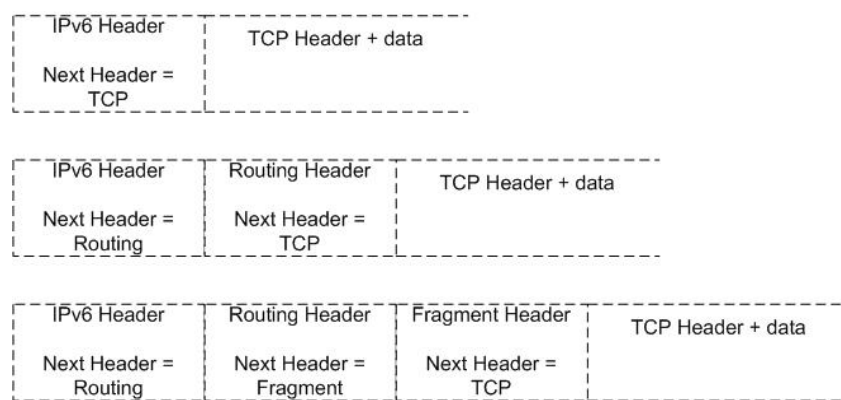 IPv6 Header
Next Header =
TCP
TCP Header + data
IPv6 Header
Next Header =
Routing
Routing Header
Next Header =
TCP
TCP Header + data
IPv6 Header
Next Header =
Routing
Routing Header
Next Header =
Fragment
Fragment Header
Next Header =
TCP
TCP Header + data